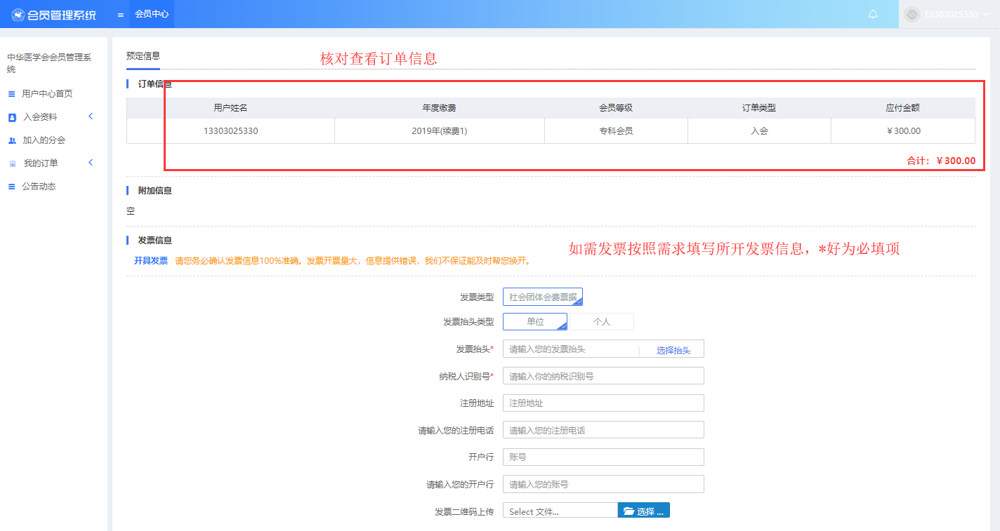 会员管理系统
会员中心
13303025330
中华医学会会员管理系
统
用户中心首页
入会资料
加入的分会
我的订单
公告动态
预定信息
核对查看订单信息
订单信息
用户姓名 年度缴费 会员等级 订单类型 应付金额
13303025330 2019年(续费1) 专科会员 入会 ￥300.00
合计：￥300.00
附加信息
空
发票信息
如需发票按照需求填写所开发票信息，*好为必填项
开具发票 请您务必确认发票信息100%准确。发票开票量大，信息提供错误，我们不保证能及时帮您换开。
发票类型 社会团体会费票据
发票抬头类型 单位 个人
发票抬头* 请输入您的发票抬头 选择抬头
纳税人识别号* 请输入你的纳税识别号
注册地址 注册地址
请输入您的注册电话 请输入您的注册电话
开户行 账号
请输入您的开户行 请输入您的账号
发票二维码上传 Select 文件... 选择 ...